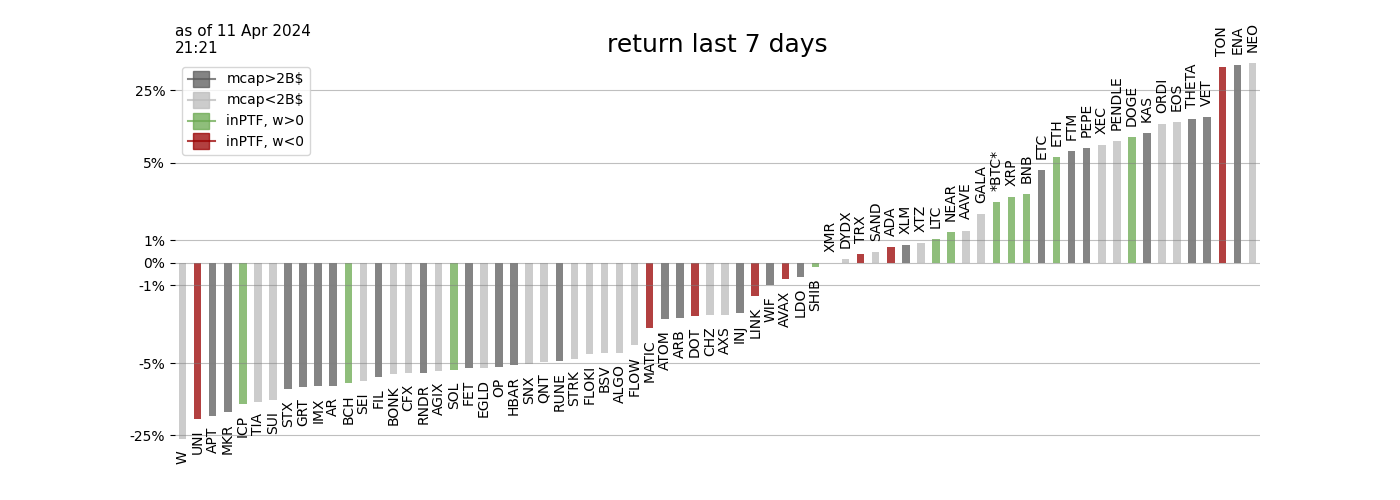 as of 11 Apr 2024
21:21
return last 7 days
mcap>2B$
mcap<2B$
inPTF, w>0
inPTF, w<0
25%
5%
1%
0%
-1%
-5%
-25%
W
UNI
APT
MKR
ICP
TIA
SUI
STX
GRT
IMX
AR
BCH
SEI
FIL
BONK
CFX
RNDR
AGIX
SOL
FET
EGLD
OP
HBAR
SNX
QNT
RUNE
STRK
FLOKI
BSV
ALGO
FLOW
MATIC
ATOM
ARB
DOT
CHZ
AXS
INJ
LINK
WIF
AVAX
LDO
SHIB
XMR
DYDX
TRX
SAND
ADA
XLM
XTZ
LTC
NEAR
AAVE
GALA
*BTC*
XRP
BNB
ETC
ETH
FTM
PEPE
XEC
PENDLE
DOGE
KAS
ORDI
EOS
THETA
VET
TON
ENA
NEO